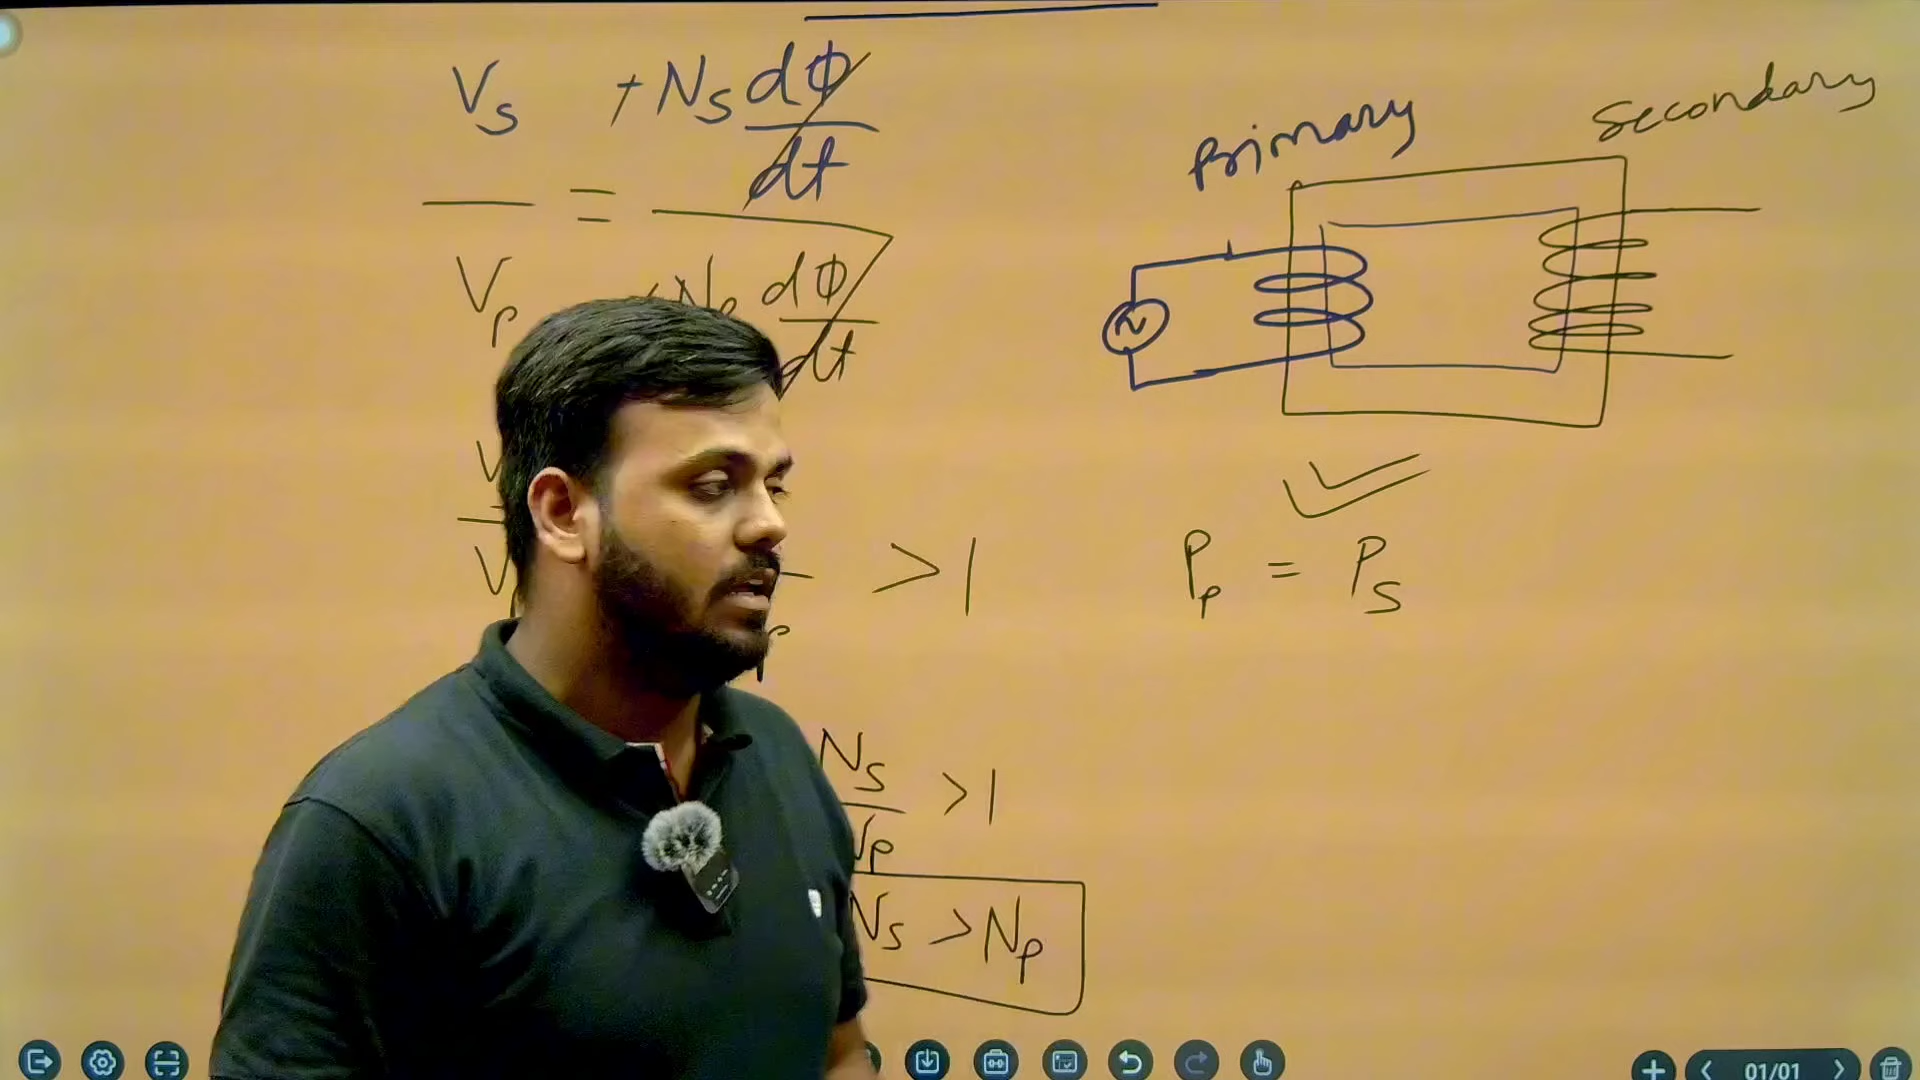 Vs = +Ns dφ/dt
Vp Np dφ/dt
Primary
Secondary
> 1
Pp = Ps
Ns > 1
Np
Ns > Np
01/01